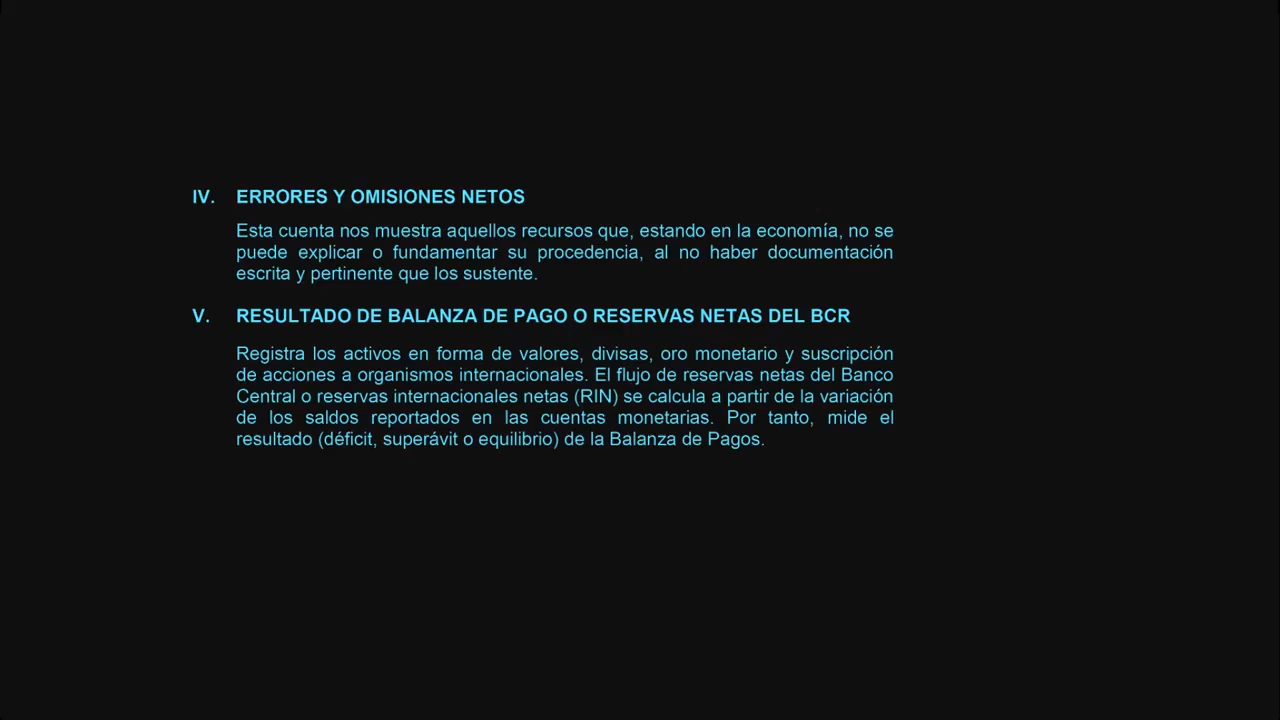 IV. ERRORES Y OMISIONES NETOS
Esta cuenta nos muestra aquellos recursos que, estando en la economía, no se
puede explicar o fundamentar su procedencia, al no haber documentación
escrita y pertinente que los sustente.
V. RESULTADO DE BALANZA DE PAGO O RESERVAS NETAS DEL BCR
Registra los activos en forma de valores, divisas, oro monetario y suscripción
de acciones a organismos internacionales. El flujo de reservas netas del Banco
Central o reservas internacionales netas (RIN) se calcula a partir de la variación
de los saldos reportados en las cuentas monetarias. Por tanto, mide el
resultado (déficit, superávit o equilibrio) de la Balanza de Pagos.